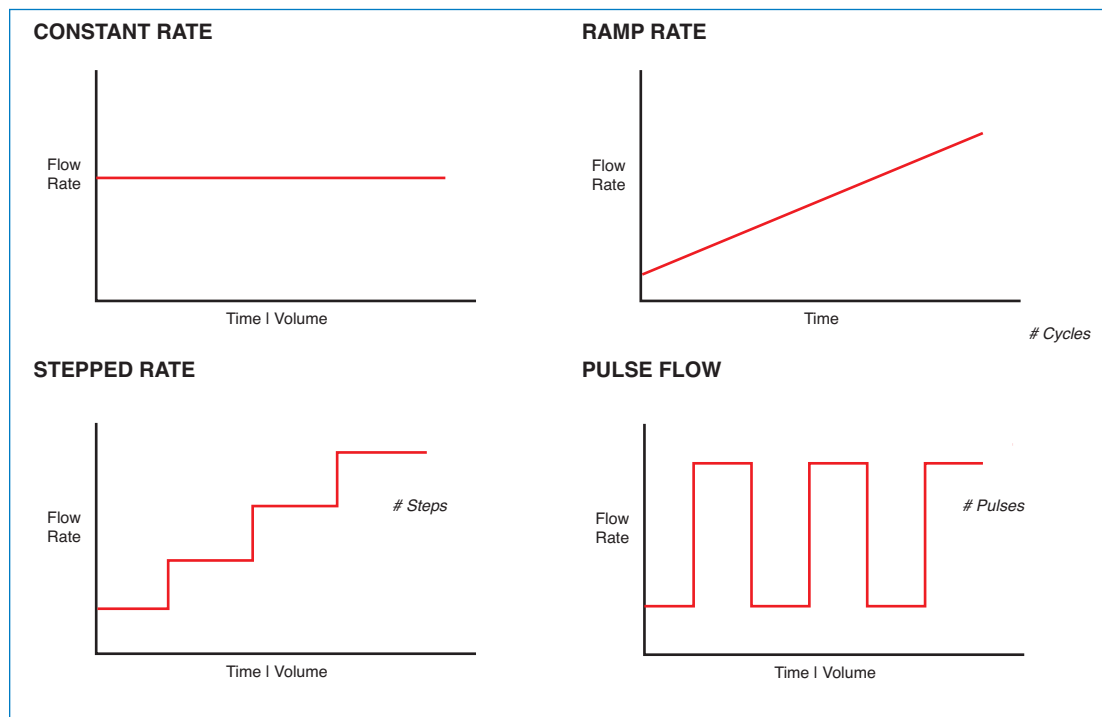 CONSTANT RATE
Flow
Rate
Time | Volume
RAMP RATE
Flow
Rate
Time
# Cycles
STEPPED RATE
Flow
Rate
# Steps
Time | Volume
PULSE FLOW
Flow
Rate
# Pulses
Time | Volume